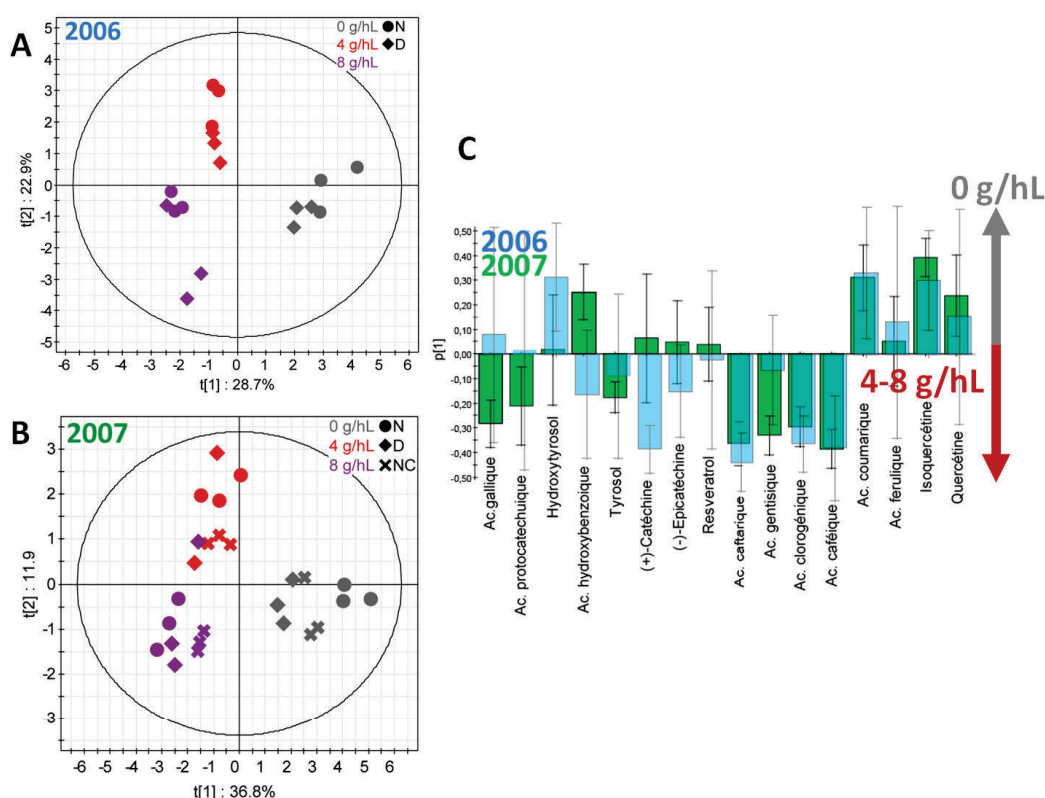 A
2006
0 g/hL ●N
4 g/hL ◆D
8 g/hL
5
4
3
2
1
0
-1
-2
-3
-4
-5
t[2] : 22.9%
-6 -5 -4 -3 -2 -1 0 1 2 3 4 5 6
t[1] : 28.7%
B
2007
0 g/hL ●N
4 g/hL ◆D
8 g/hL ✖NC
3
2
1
0
-1
-2
3
t[2] : 11.9
-6 -5 -4 -3 -2 -1 0 1 2 3 4 5 6
t[1] : 36.8%
C
2006
2007
0,50
0,40
0,30
0,20
0,10
0,00
-0,10
-0,20
-0,30
-0,40
-0,50
p[1]
0 g/hL
4-8 g/hL
Ac.gallique
Ac. protocatechuique
Hydroxytyrosol
Ac. hydroxybenzoique
Tyrosol
(+)-Catéchine
(-)-Epicatéchine
Resveratrol
Ac. caftarique
Ac. gentisique
Ac. clorogénique
Ac. caféique
Ac. coumarique
Ac. ferulique
Isoquercétine
Quercétine